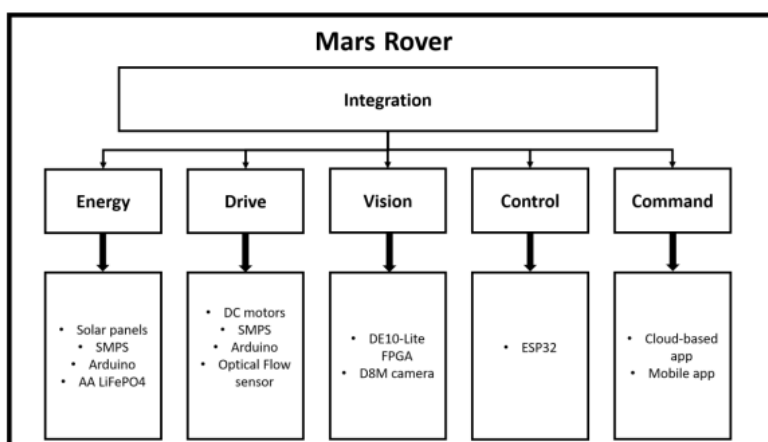 Mars Rover
Integration
Energy
Drive
Vision
Control
Command
• Solar panels
• SMPS
• Arduino
• AA LiFePO4
• DC motors
• SMPS
• Arduino
• Optical Flow
sensor
• DE10-Lite
FPGA
• D8M camera
• ESP32
• Cloud-based
app
• Mobile app